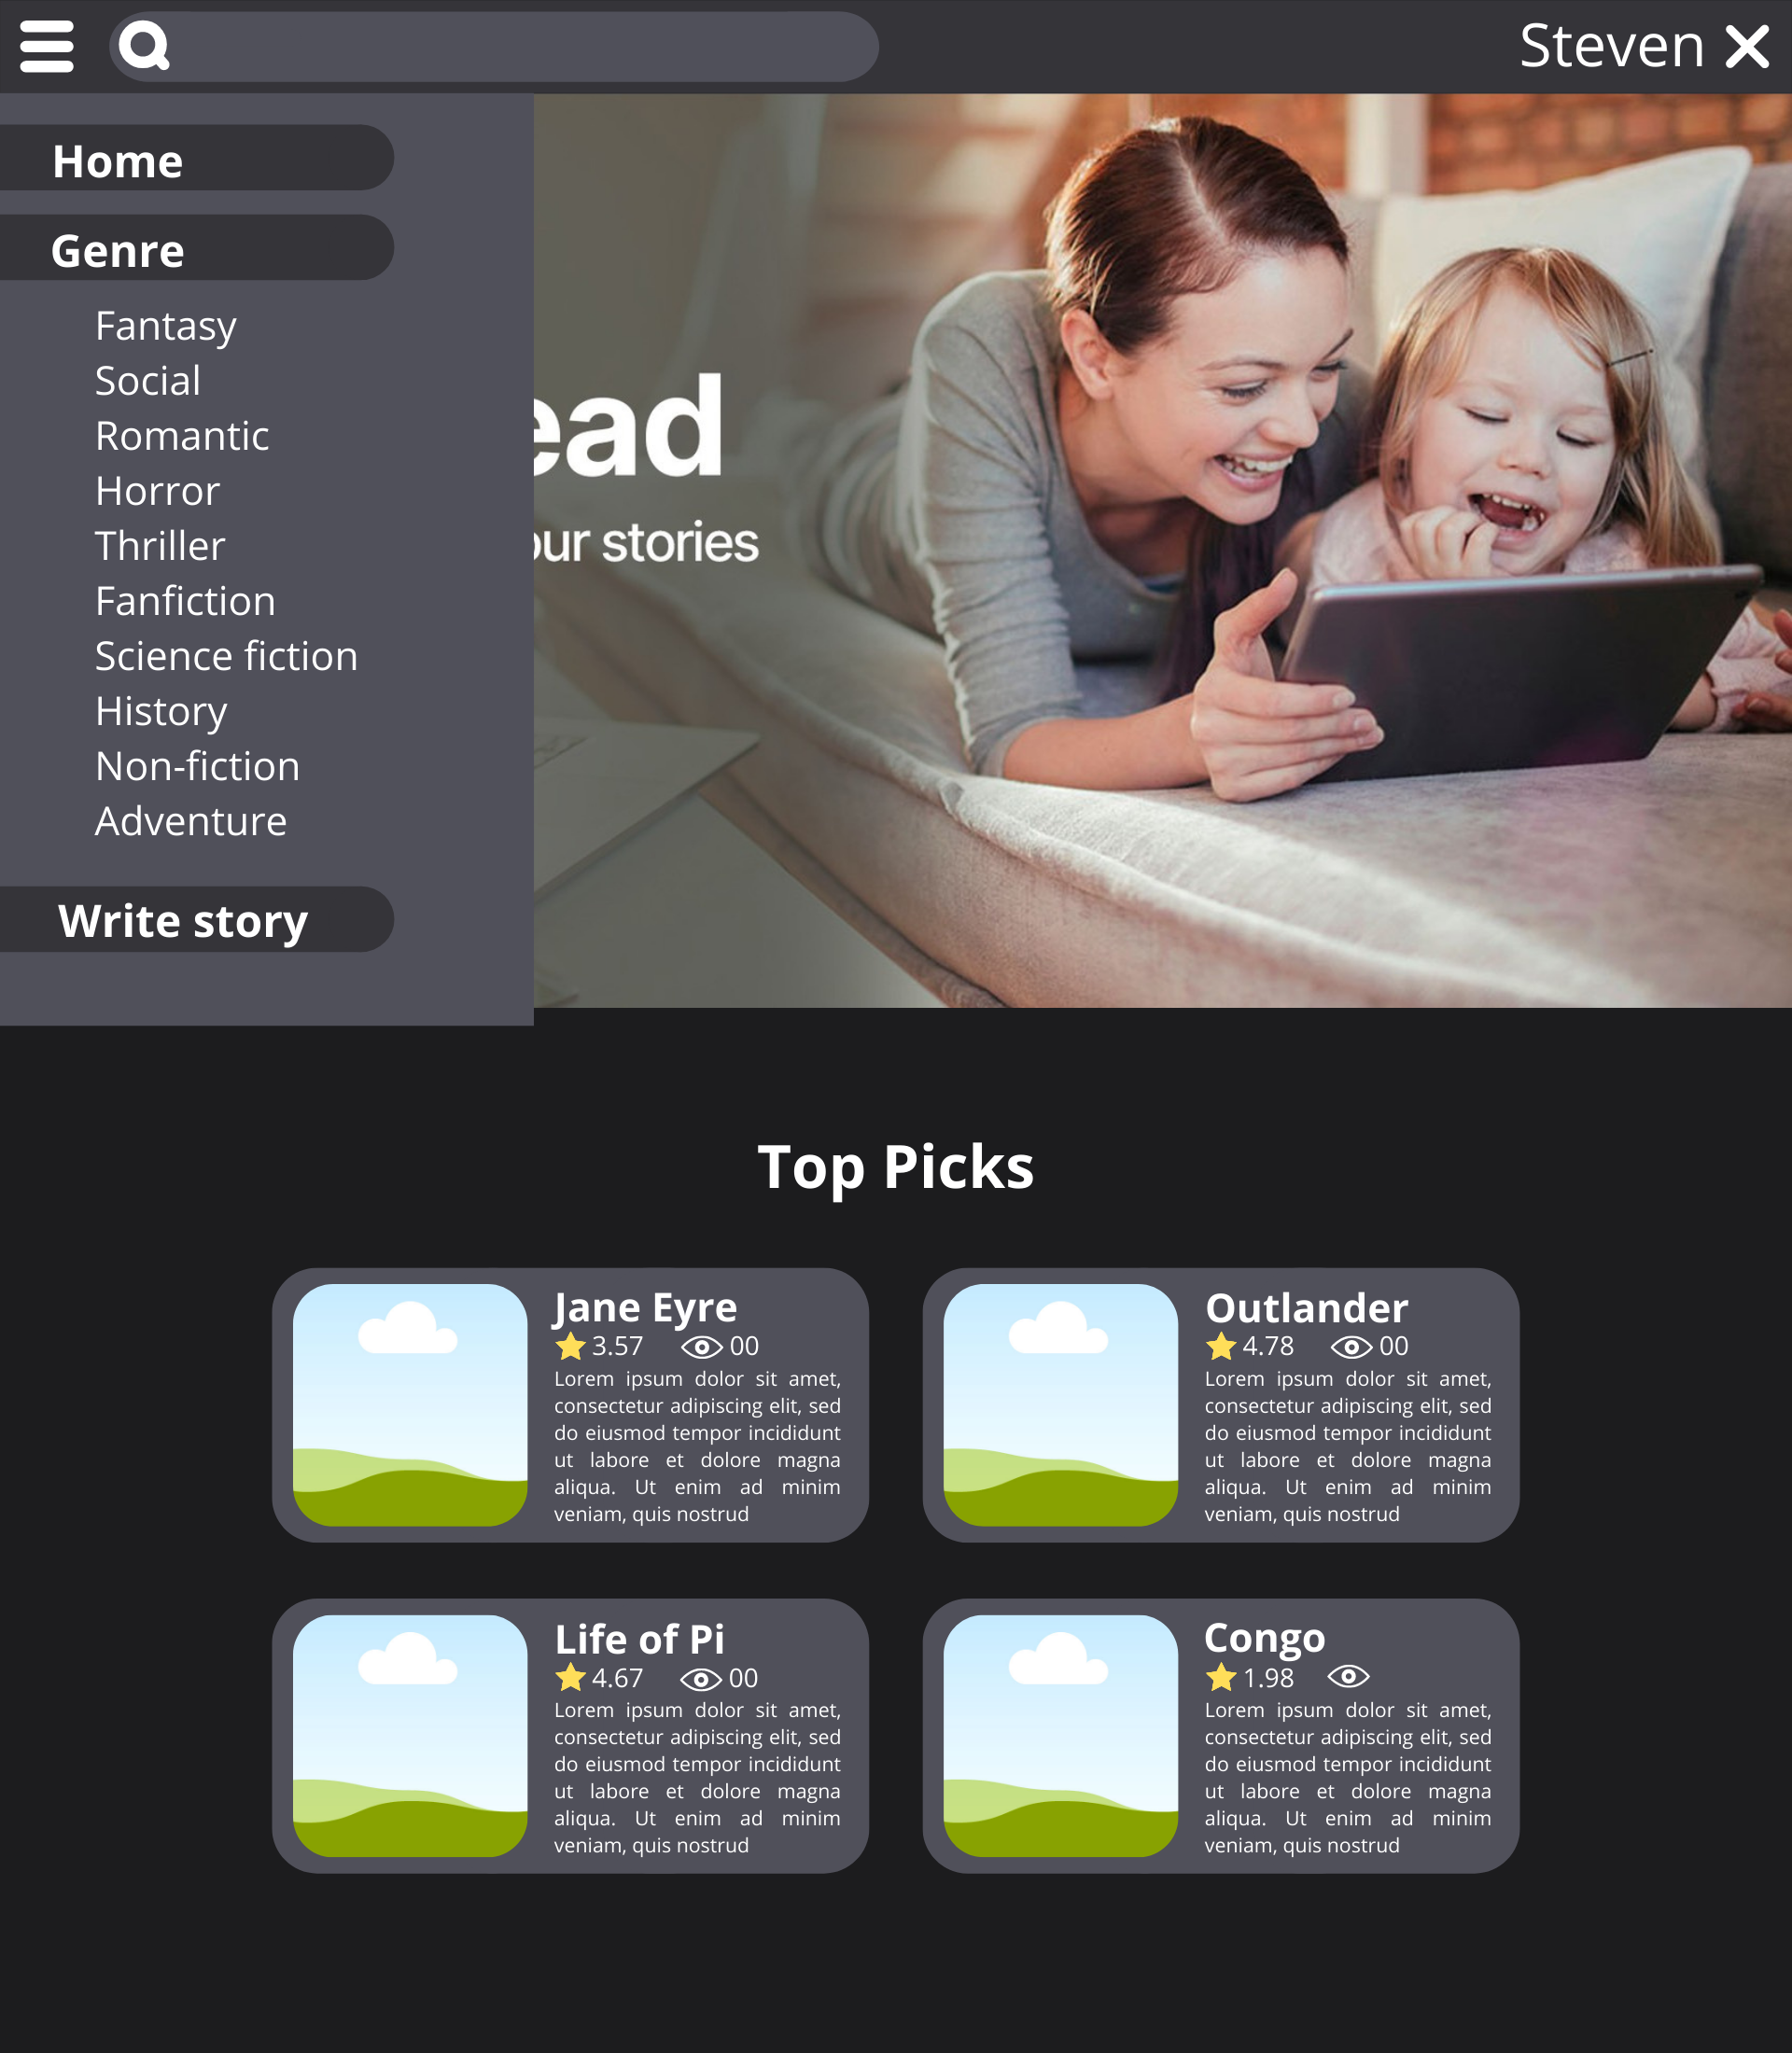 Steven
Home
Genre
Fantasy
Social
Romantic
Horror
Thriller
Fanfiction
Science fiction
History
Non-fiction
Adventure
Write story
ead
our stories
Top Picks
Jane Eyre
3.57 00
Lorem ipsum dolor sit amet,
consectetur adipiscing elit, sed
do eiusmod tempor incididunt
ut labore et dolore magna
aliqua. Ut enim ad minim
veniam, quis nostrud
Outlander
4.78 00
Lorem ipsum dolor sit amet,
consectetur adipiscing elit, sed
do eiusmod tempor incididunt
ut labore et dolore magna
aliqua. Ut enim ad minim
veniam, quis nostrud
Life of Pi
4.67 00
Lorem ipsum dolor sit amet,
consectetur adipiscing elit, sed
do eiusmod tempor incididunt
ut labore et dolore magna
aliqua. Ut enim ad minim
veniam, quis nostrud
Congo
1.98
Lorem ipsum dolor sit amet,
consectetur adipiscing elit, sed
do eiusmod tempor incididunt
ut labore et dolore magna
aliqua. Ut enim ad minim
veniam, quis nostrud